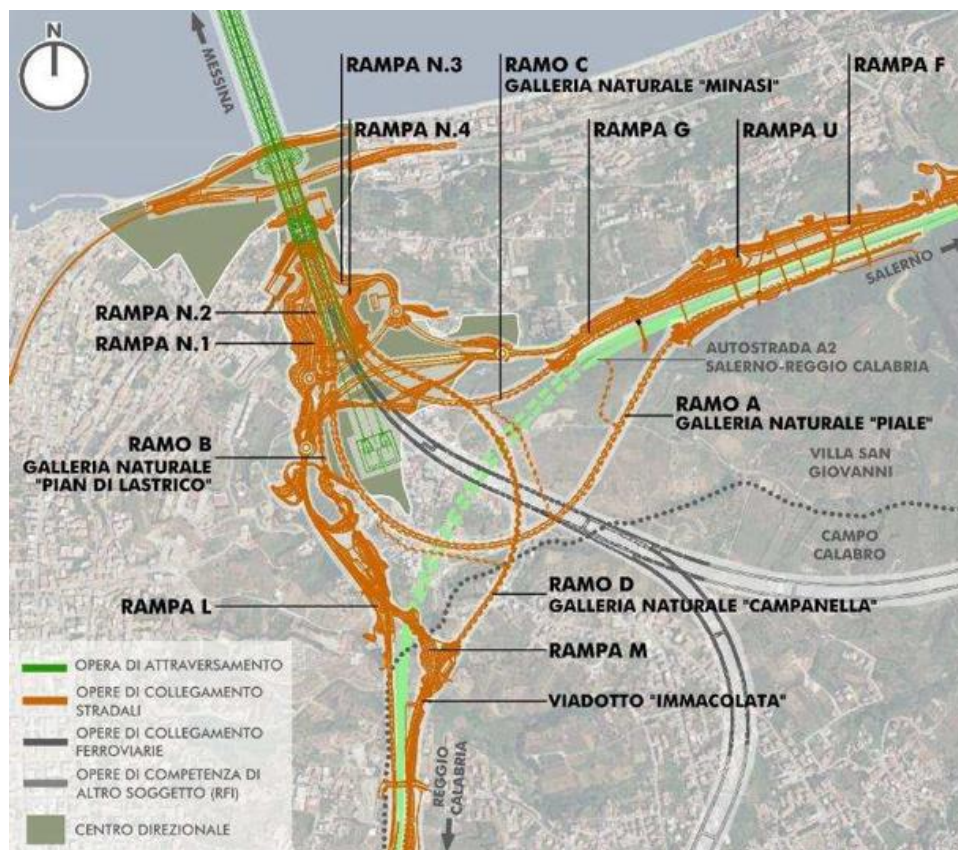 N
MESSINA
RAMPA N.3
RAMPA N.4
RAMO C
GALLERIA NATURALE "MINASI"
RAMPA G
RAMPA U
RAMPA F
SALERNO
RAMPA N.2
RAMPA N.1
AUTOSTRADA A2
SALERNO-REGGIO CALABRIA
RAMO A
GALLERIA NATURALE "PIALE"
VILLA SAN
GIOVANNI
RAMO B
GALLERIA NATURALE
"PIAN DI LASTRICO"
CAMPO
CALABRO
RAMO D
GALLERIA NATURALE "CAMPANELLA"
RAMPA L
RAMPA M
VIADOTTO "IMMACOLATA"
REGGIO
CALABRIA
OPERA DI ATTRAVERSAMENTO
OPERE DI COLLEGAMENTO
STRADALI
OPERE DI COLLEGAMENTO
FERROVIARIE
OPERE DI COMPETENZA DI
ALTRO SOGGETTO (RFI)
CENTRO DIREZIONALE